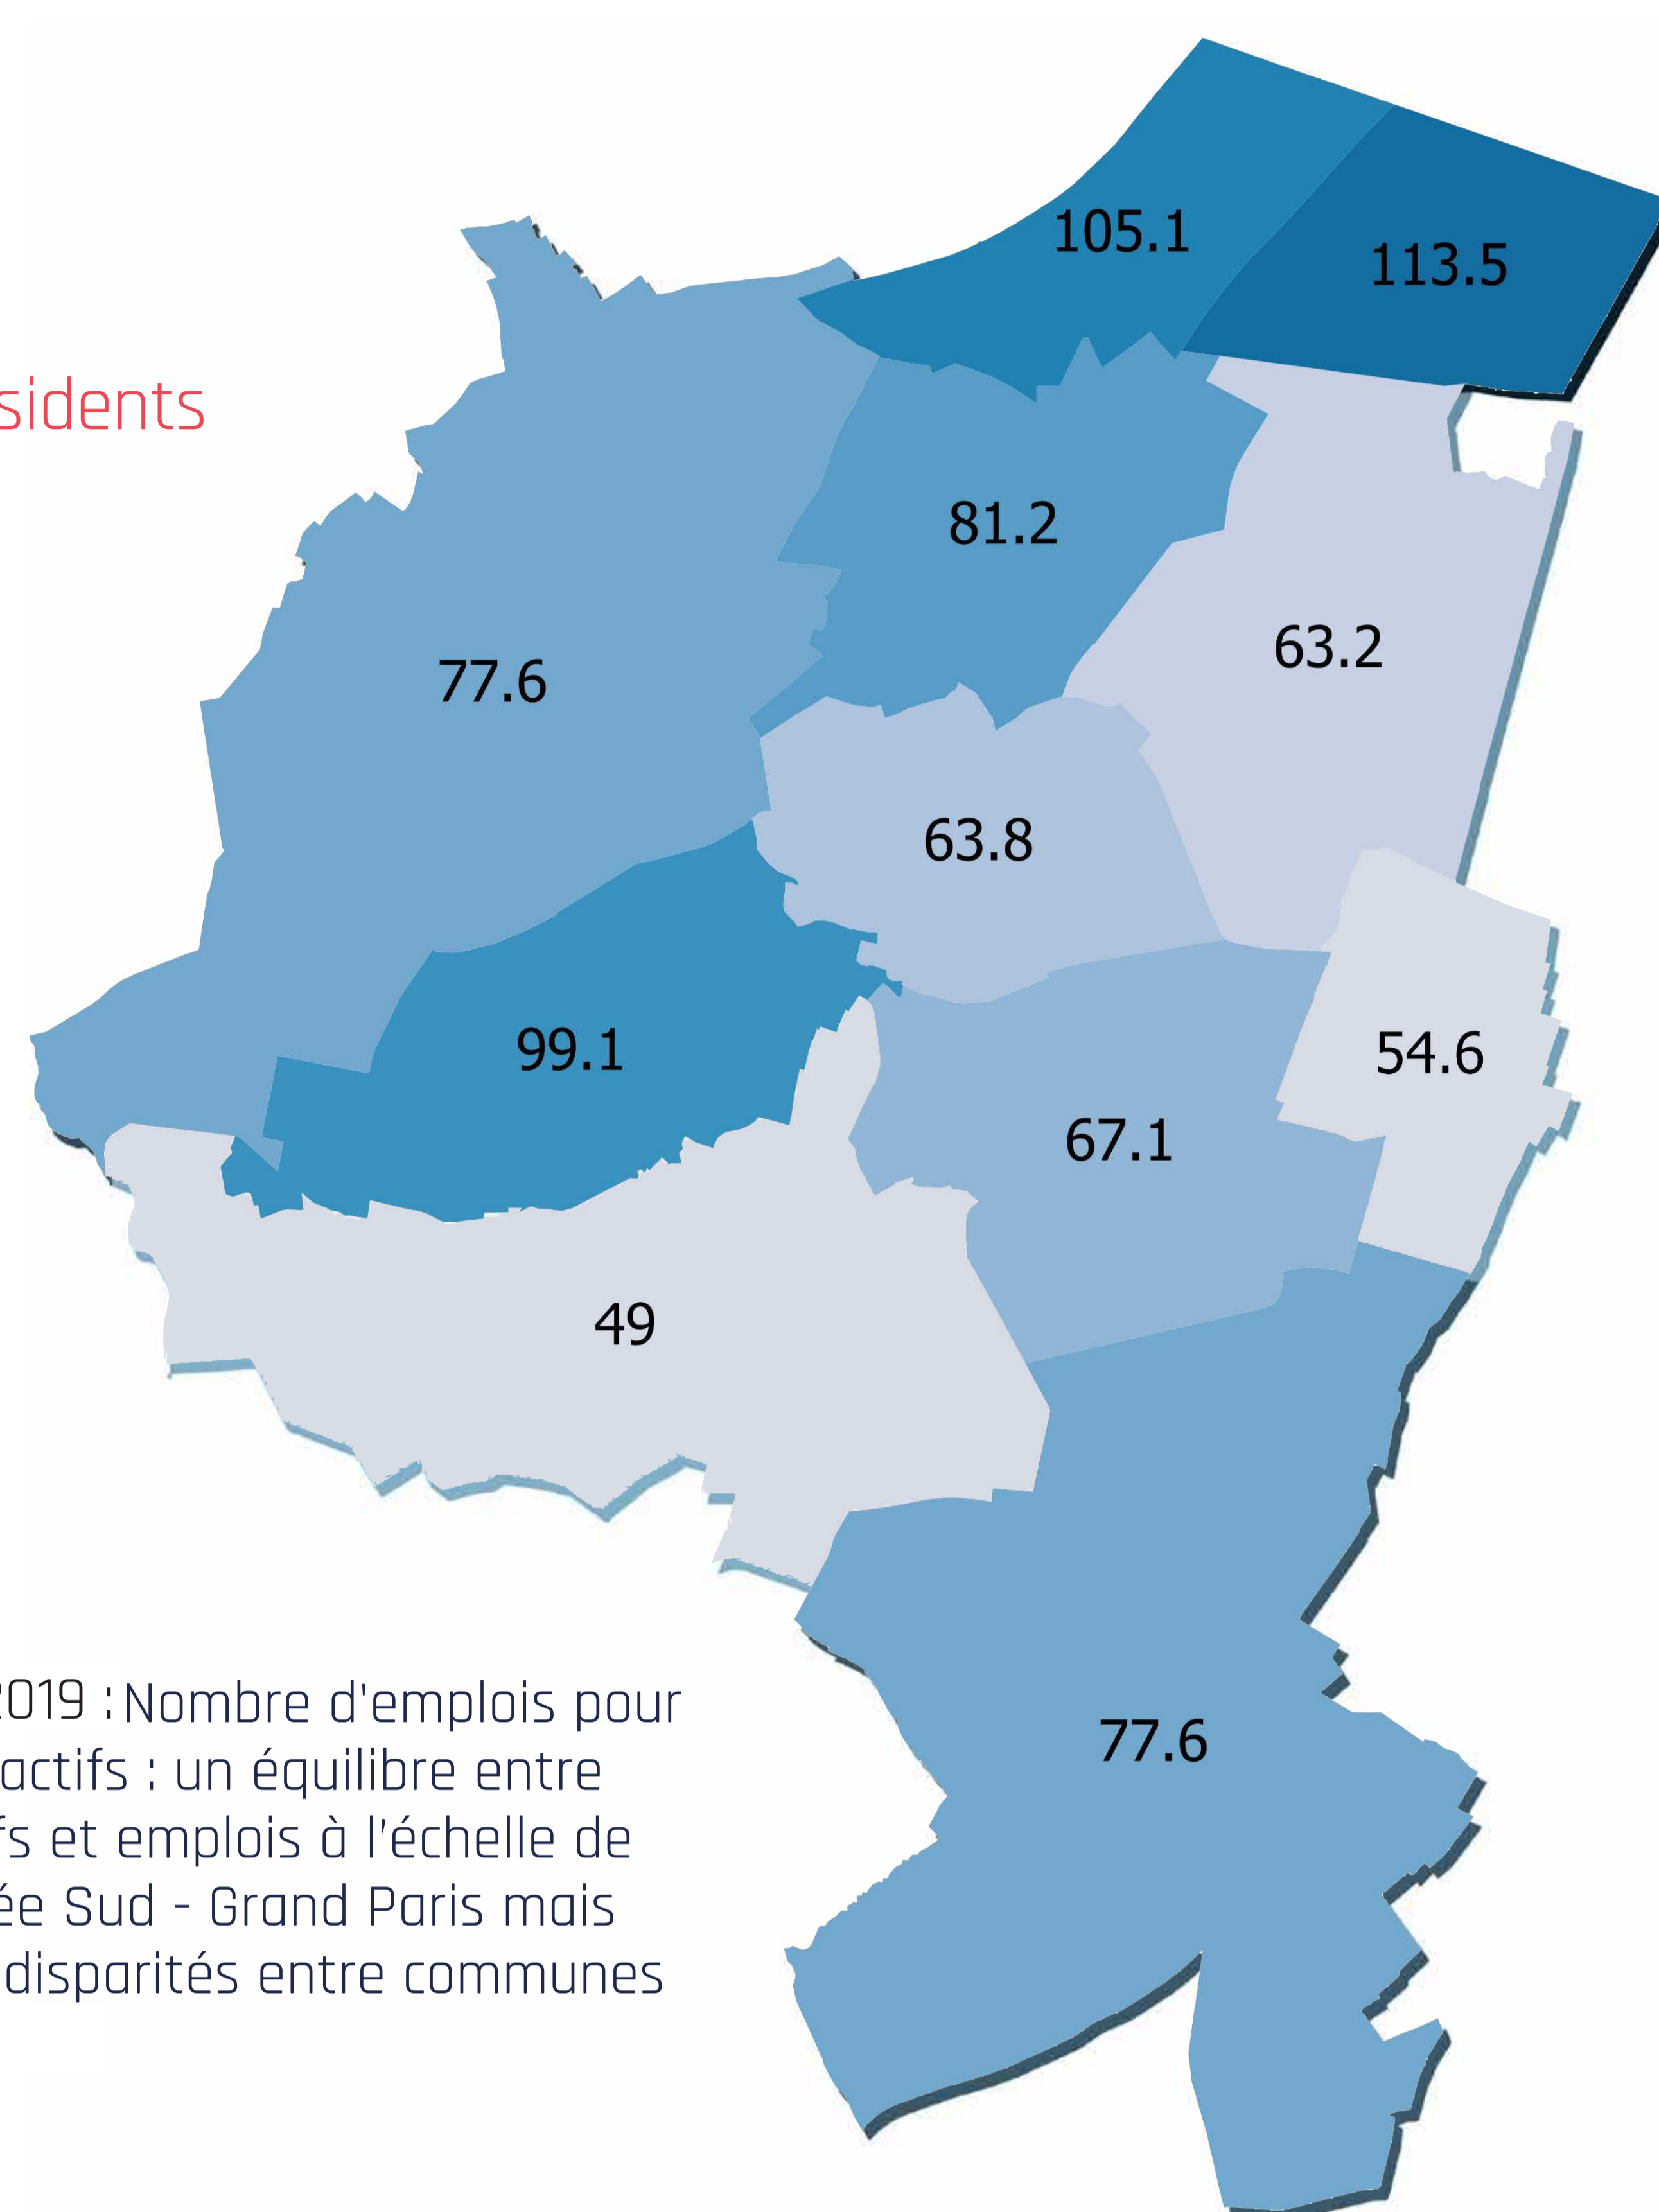 105.1
113.5
sidents
81.2
63.2
77.6
63.8
99.1
54.6
67.1
49
2019 : Nombre d'emplois pour
actifs : un équilibre entre
fs et emplois à l'échelle de
ée Sud - Grand Paris mais
disparités entre communes
77.6